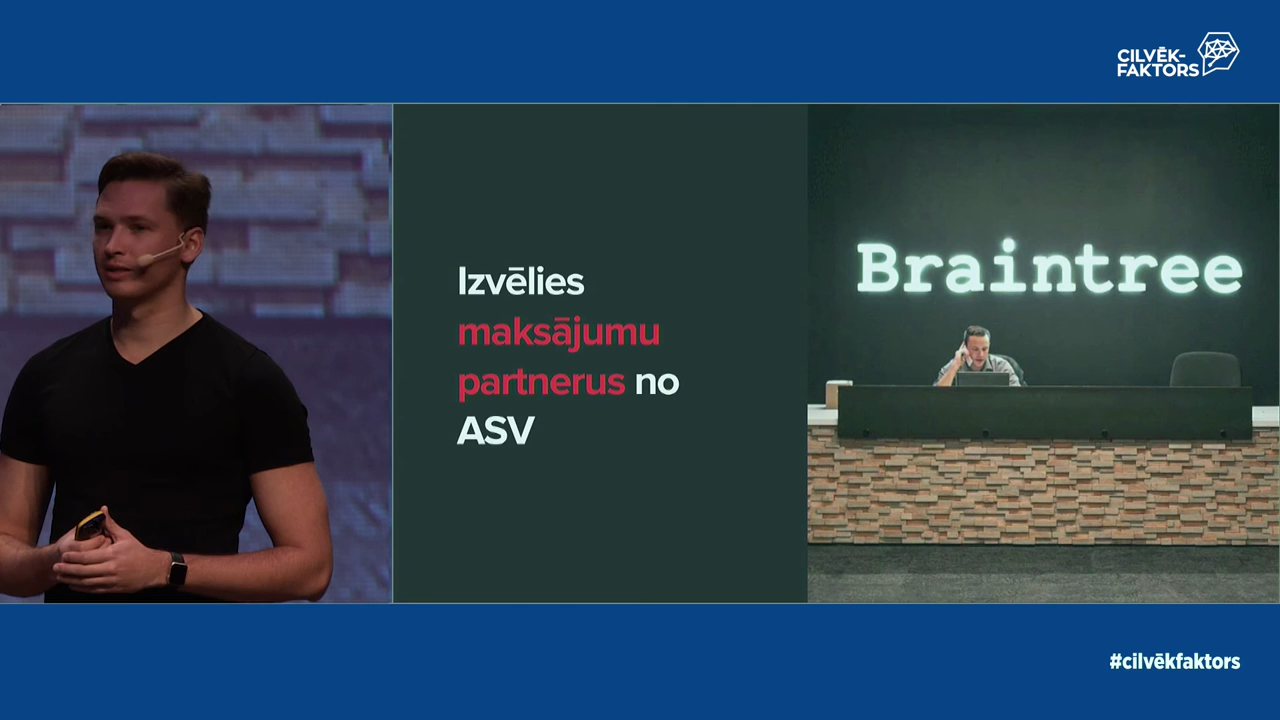 CILVĒK-
FAKTORS
Izvēlies
maksājumu
partnerus no
ASV
Braintree
#cilvēkfaktors